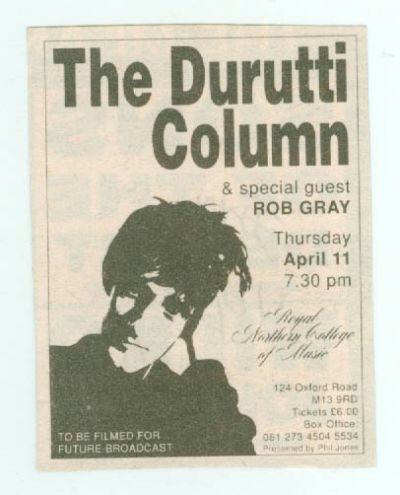 The Durutti
Column
& special guest
ROB GRAY
Thursday
April 11
7.30 pm
Royal
Northern College
of Music
124 Oxford Road
M13 9RD
Tickets £6.00
Box Office:
061 273 4504 5534
Presented by Phil Jones
TO BE FILMED FOR
FUTURE BROADCAST